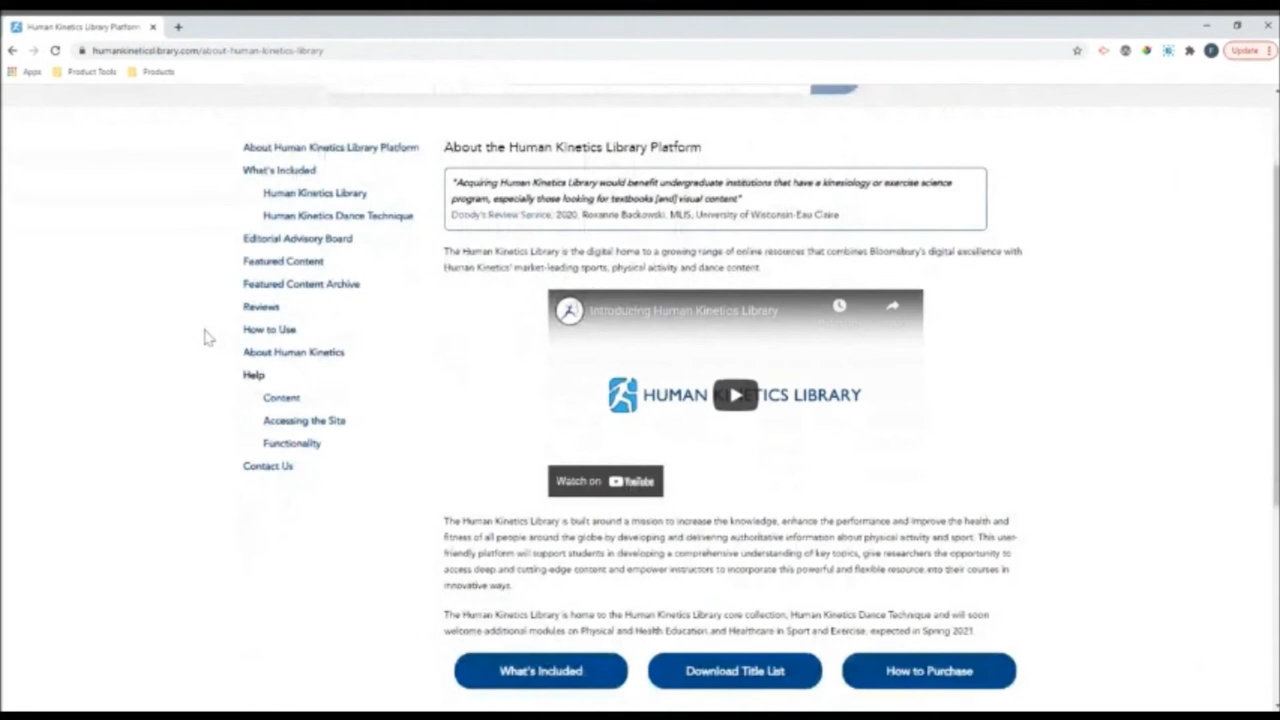 Human Kinetics Library Platform
humankineticslibrary.com/about-human-kinetics-library
Update
Apps
Product Tools
Products
About Human Kinetics Library Platform
What's Included
Human Kinetics Library
Human Kinetics Dance Technique
Editorial Advisory Board
Featured Content
Featured Content Archive
Reviews
How to Use
About Human Kinetics
Help
Content
Accessing the Site
Functionality
Contact Us
About the Human Kinetics Library Platform
"Acquiring Human Kinetics Library would benefit undergraduate institutions that have a kinesiology or exercise science
program, especially those looking for textbooks [and] visual content"
Doody's Review Service, 2020, Roxanne Backowski, MLIS, University of Wisconsin-Eau Claire
The Human Kinetics Library is the digital home to a growing range of online resources that combines Bloomsbury's digital excellence with
Human Kinetics' market-leading sports, physical activity and dance content.
Introducing Human Kinetics Library
HUMAN KINETICS LIBRARY
Watch on YouTube
The Human Kinetics Library is built around a mission to increase the knowledge, enhance the performance and improve the health and
fitness of all people around the globe by developing and delivering authoritative information about physical activity and sport. This user-
friendly platform will support students in developing a comprehensive understanding of key topics, give researchers the opportunity to
access deep and cutting-edge content and empower instructors to incorporate this powerful and flexible resource into their courses in
innovative ways.
The Human Kinetics Library is home to the Human Kinetics Library core collection, Human Kinetics Dance Technique and will soon
welcome additional modules on Physical and Health Education and Healthcare in Sport and Exercise, expected in Spring 2021.
What's Included
Download Title List
How to Purchase